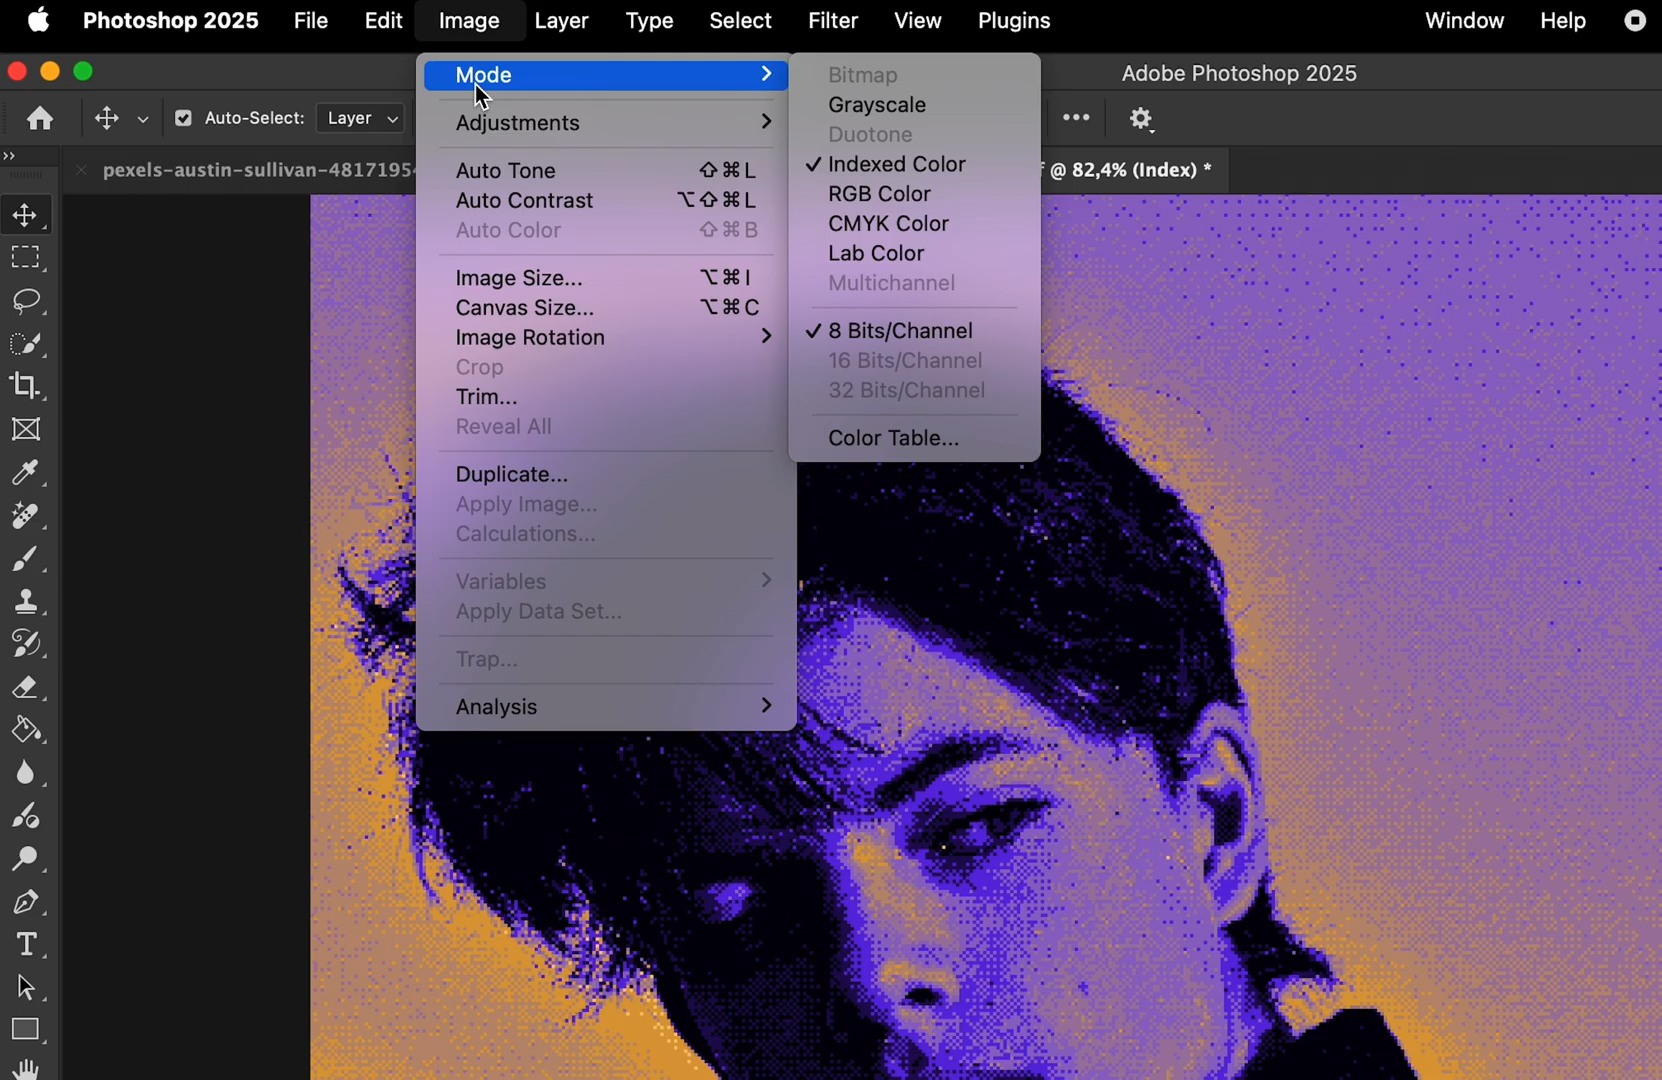 Photoshop 2025 File Edit Image Layer Type Select Filter View Plugins Window Help
Adobe Photoshop 2025
Auto-Select: Layer
pexels-austin-sullivan-4817195
f @ 82,4% (Index) *
Mode
Adjustments
Auto Tone ⇧⌘L
Auto Contrast ⌥⇧⌘L
Auto Color ⇧⌘B
Image Size... ⌥⌘I
Canvas Size... ⌥⌘C
Image Rotation
Crop
Trim...
Reveal All
Duplicate...
Apply Image...
Calculations...
Variables
Apply Data Set...
Trap...
Analysis
Bitmap
Grayscale
Duotone
✓ Indexed Color
RGB Color
CMYK Color
Lab Color
Multichannel
✓ 8 Bits/Channel
16 Bits/Channel
32 Bits/Channel
Color Table...